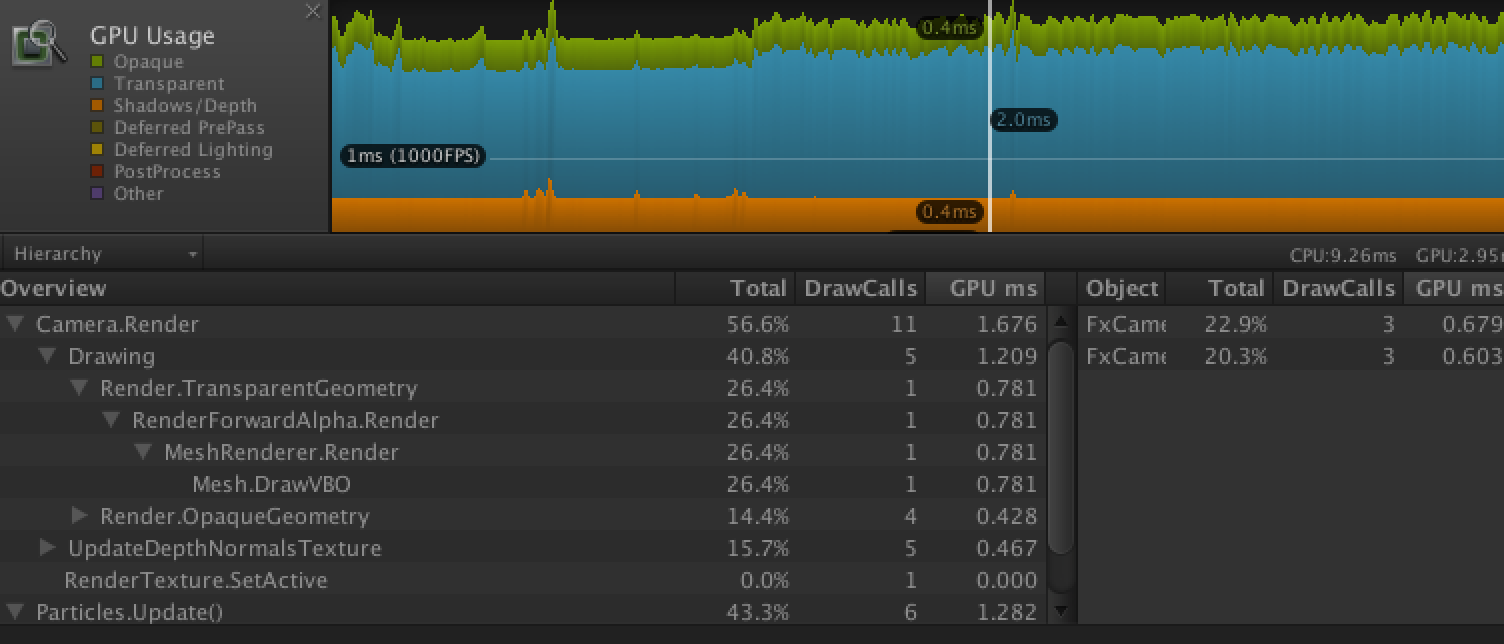 GPU Usage
Opaque
Transparent
Shadows/Depth
Deferred PrePass
Deferred Lighting
PostProcess
Other
0.4ms
2.0ms
1ms (1000FPS)
0.4ms
Hierarchy
CPU:9.26ms GPU:2.95
Overview Total DrawCalls GPU ms
Camera.Render 56.6% 11 1.676
Drawing 40.8% 5 1.209
Render.TransparentGeometry 26.4% 1 0.781
RenderForwardAlpha.Render 26.4% 1 0.781
MeshRenderer.Render 26.4% 1 0.781
Mesh.DrawVBO 26.4% 1 0.781
Render.OpaqueGeometry 14.4% 4 0.428
UpdateDepthNormalsTexture 15.7% 5 0.467
RenderTexture.SetActive 0.0% 1 0.000
Particles.Update() 43.3% 6 1.282
Object Total DrawCalls GPU ms
FxCame 22.9% 3 0.679
FxCame 20.3% 3 0.603